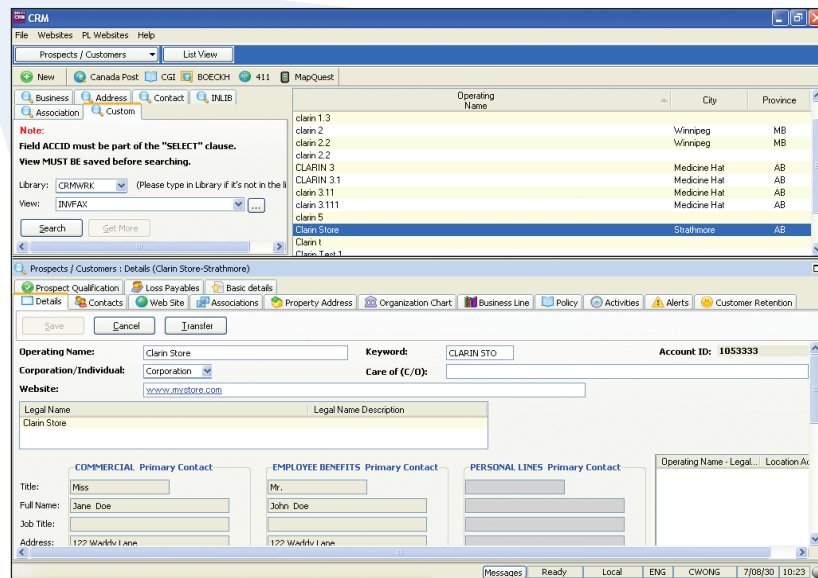 CRM
File Websites PL Websites Help
Prospects / Customers List View
New Canada Post CGI BOECKH 411 MapQuest
Business Address Contact INLIB
Association Custom
Note:
Field ACCID must be part of the "SELECT" clause.
View MUST BE saved before searching.
Library: CRMWRK (Please type in Library if it's not in the li
View: INVFAX ...
Search Get More
Operating Name City Province
clarin 1.3
clarin 2 Winnipeg MB
clarin 2.2 Winnipeg MB
clarin 2.2
CLARIN 3 Medicine Hat AB
CLARIN 3.1 Medicine Hat AB
clarin 3.11 Medicine Hat AB
clarin 3.111 Medicine Hat AB
clarin 5
Clarin Store Strathmore AB
Clarin t
Clarin Test 1
Prospects / Customers : Details (Clarin Store-Strathmore)
Prospect Qualification Loss Payables Basic details
Details Contacts Web Site Associations Property Address Organization Chart Business Line Policy Activities Alerts Customer Retention
Save Cancel Transfer
Operating Name: Clarin Store Keyword: CLARIN STO Account ID: 1053333
Corporation/Individual: Corporation Care of (C/O):
Website: www.mystore.com
Legal Name Legal Name Description
Clarin Store
COMMERCIAL Primary Contact EMPLOYEE BENEFITS Primary Contact PERSONAL LINES Primary Contact Operating Name - Legal... Location Ad
Title: Miss Mr.
Full Name: Jane Doe John Doe
Job Title:
Address: 122 Waddy Lane 122 Waddy Lane
Messages Ready Local ENG CWONG 7/08/30 10:23